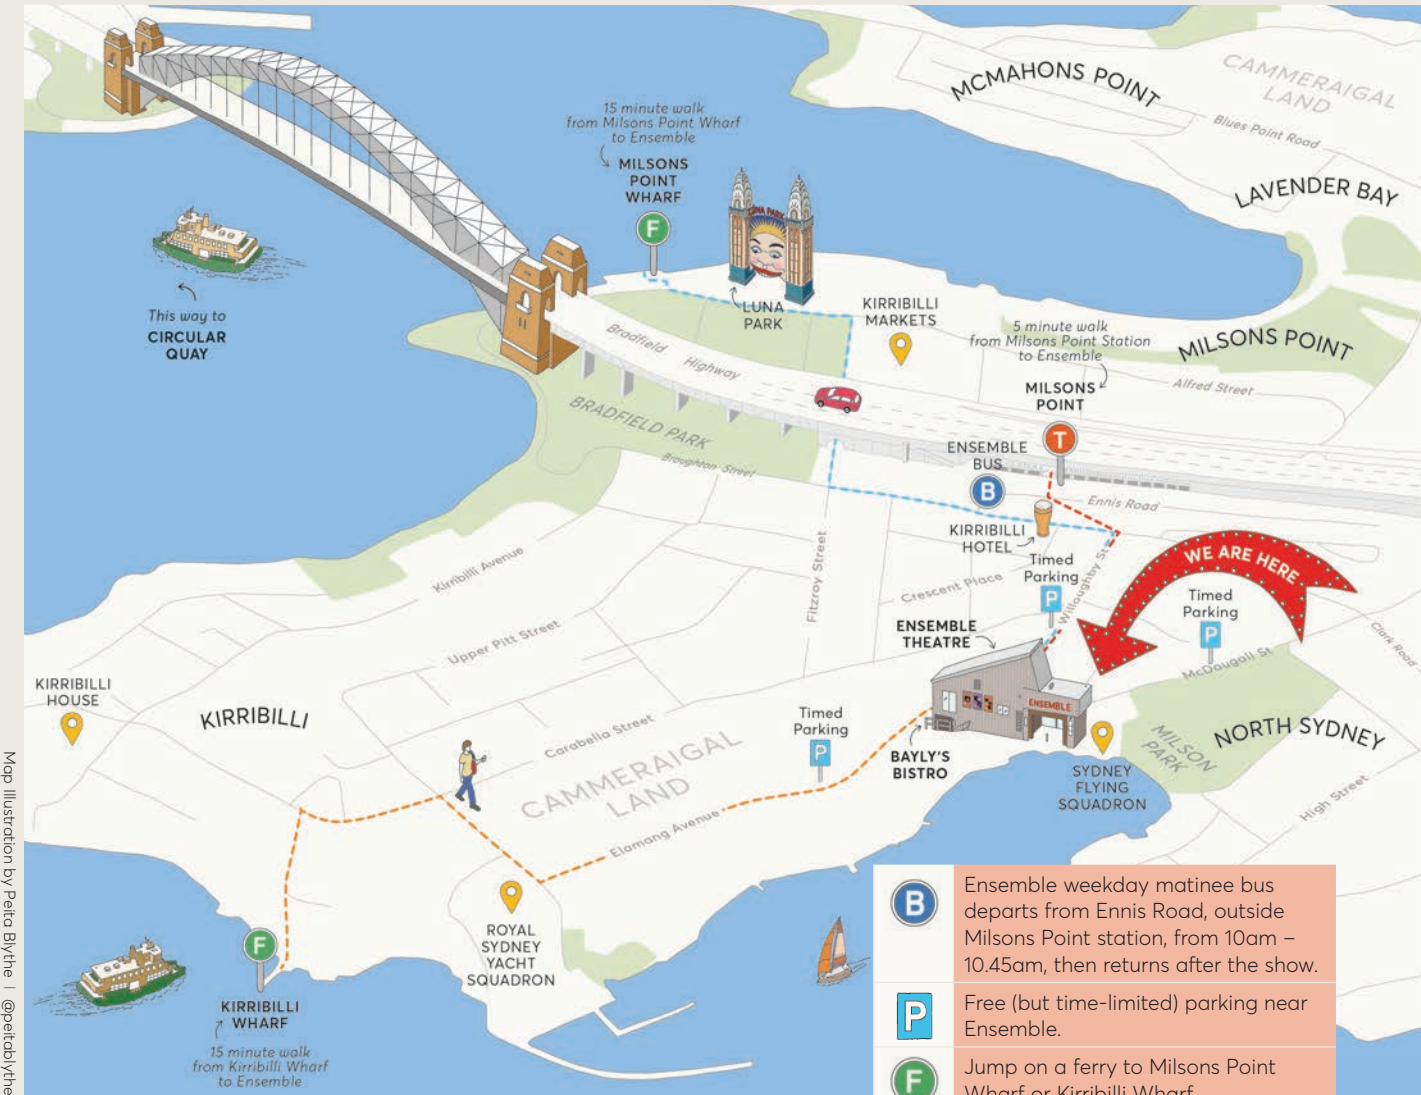 MCMAHONS POINT
CAMMERAIGAL
LAND
Blues Point Road
LAVENDER BAY
15 minute walk
from Milsons Point Wharf
to Ensemble
MILSONS
POINT
WHARF
F
LUNA PARK
LUNA
PARK
This way to
CIRCULAR
QUAY
KIRRIBILLI
MARKETS
5 minute walk
from Milsons Point Station
to Ensemble
MILSONS POINT
MILSONS
POINT
T
Alfred Street
Bradfield Highway
BRADFIELD PARK
Broughton Street
ENSEMBLE
BUS
B
Ennis Road
KIRRIBILLI
HOTEL
WE ARE HERE
Timed
Parking
P
Willoughby St
Crescent Place
Fitzroy Street
Kirribilli Avenue
Upper Pitt Street
ENSEMBLE
THEATRE
Timed
Parking
P
Clark Road
McDougall St
ENSEMBLE
KIRRIBILLI
HOUSE
KIRRIBILLI
Carabella Street
CAMMERAIGAL
LAND
Timed
Parking
P
BAYLY'S
BISTRO
SYDNEY
FLYING
SQUADRON
MILSON
PARK
NORTH SYDNEY
High Street
Elamang Avenue
ROYAL
SYDNEY
YACHT
SQUADRON
F
KIRRIBILLI
WHARF
15 minute walk
from Kirribilli Wharf
to Ensemble
B
Ensemble weekday matinee bus
departs from Ennis Road, outside
Milsons Point station, from 10am –
10.45am, then returns after the show.
P
Free (but time-limited) parking near
Ensemble.
F
Jump on a ferry to Milsons Point
Wharf or Kirribilli Wharf
Map Illustration by Peita Blythe | @peitablythe